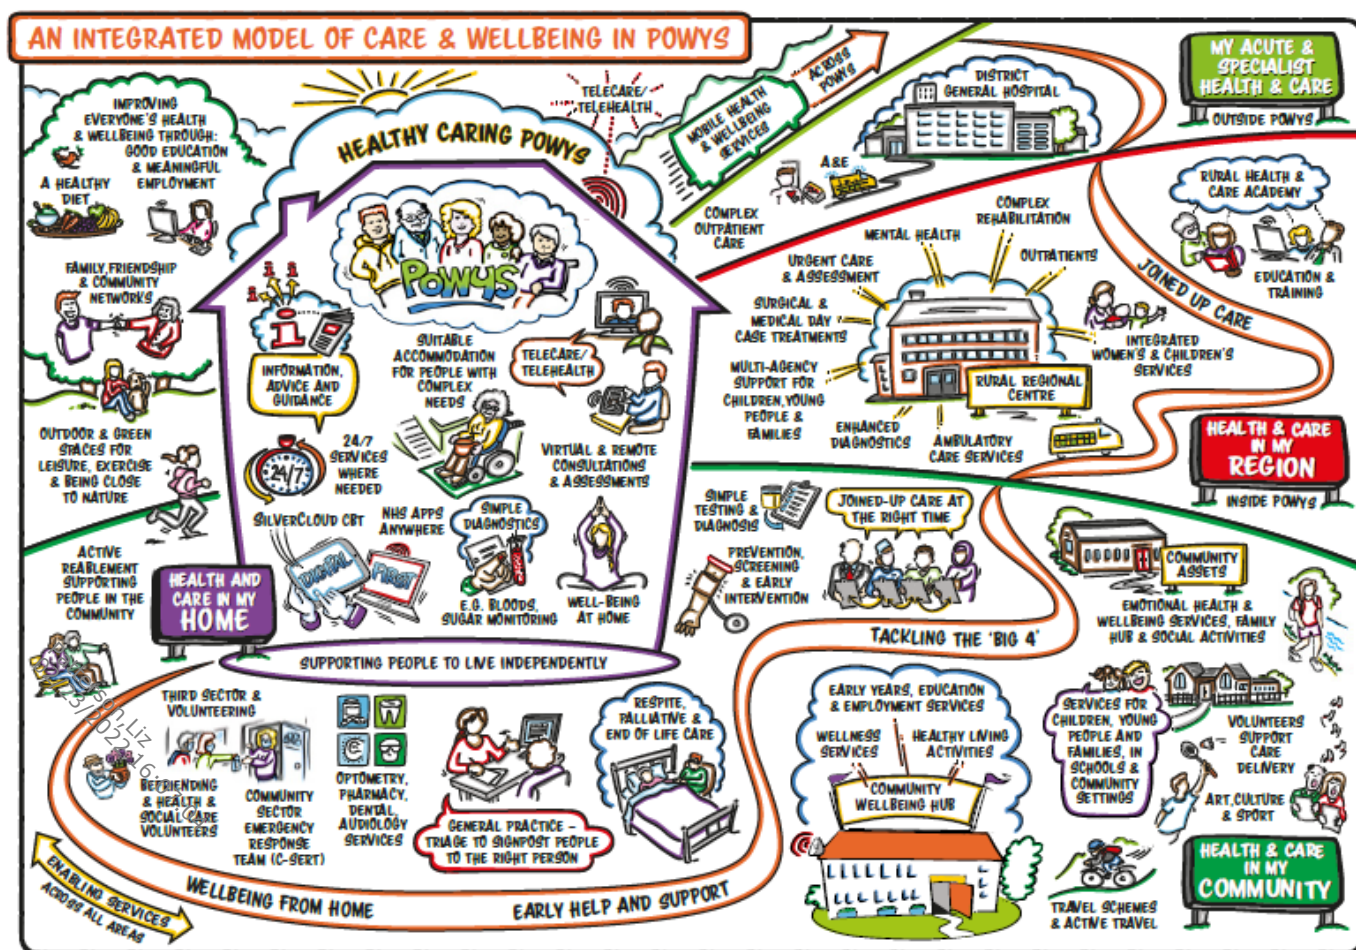 AN INTEGRATED MODEL OF CARE & WELLBEING IN POWYS
IMPROVING
EVERYONE'S HEALTH
& WELLBEING THROUGH:
GOOD EDUCATION
& MEANINGFUL
EMPLOYMENT
A HEALTHY
DIET
FAMILY, FRIENDSHIP
& COMMUNITY
NETWORKS
OUTDOOR & GREEN
SPACES FOR
LEISURE, EXERCISE
& BEING CLOSE
TO NATURE
ACTIVE
REABLEMENT
SUPPORTING
PEOPLE IN THE
COMMUNITY
HEALTHY CARING POWYS
TELECARE/
TELEHEALTH
MOBILE HEALTH
& WELLBEING
SERVICES
ACROSS
POWYS
Powys
i
i
i
i
INFORMATION,
ADVICE AND
GUIDANCE
SUITABLE
ACCOMMODATION
FOR PEOPLE WITH
COMPLEX
NEEDS
TELECARE/
TELEHEALTH
24/7
24/7
SERVICES
WHERE
NEEDED
VIRTUAL & REMOTE
CONSULTATIONS
& ASSESSMENTS
SILVERCLOUD CBT
NHS APPS
ANYWHERE
DIGITAL
FIRST
SIMPLE
DIAGNOSTICS
E.G. BLOODS,
SUGAR MONITORING
WELL-BEING
AT HOME
HEALTH AND
CARE IN MY
HOME
SUPPORTING PEOPLE TO LIVE INDEPENDENTLY
DISTRICT
GENERAL HOSPITAL
A&E
COMPLEX
OUTPATIENT
CARE
MY ACUTE &
SPECIALIST
HEALTH & CARE
OUTSIDE POWYS
RURAL HEALTH &
CARE ACADEMY
EDUCATION &
TRAINING
JOINED UP CARE
COMPLEX
REHABILITATION
MENTAL HEALTH
OUTPATIENTS
URGENT CARE
& ASSESSMENT
SURGICAL &
MEDICAL DAY
CASE TREATMENTS
MULTI-AGENCY
SUPPORT FOR
CHILDREN, YOUNG
PEOPLE &
FAMILIES
INTEGRATED
WOMEN'S & CHILDREN'S
SERVICES
RURAL REGIONAL
CENTRE
ENHANCED
DIAGNOSTICS
AMBULATORY
CARE SERVICES
HEALTH & CARE
IN MY
REGION
INSIDE POWYS
SIMPLE
TESTING &
DIAGNOSIS
JOINED-UP CARE AT
THE RIGHT TIME
PREVENTION,
SCREENING
& EARLY
INTERVENTION
COMMUNITY
ASSETS
EMOTIONAL HEALTH &
WELLBEING SERVICES, FAMILY
HUB & SOCIAL ACTIVITIES
TACKLING THE 'BIG 4'
THIRD SECTOR &
VOLUNTEERING
BEFRIENDING
& HEALTH &
SOCIAL CARE
VOLUNTEERS
COMMUNITY
SECTOR
EMERGENCY
RESPONSE
TEAM (C-SERT)
OPTOMETRY,
PHARMACY,
DENTAL,
AUDIOLOGY
SERVICES
GENERAL PRACTICE –
TRIAGE TO SIGNPOST PEOPLE
TO THE RIGHT PERSON
RESPITE,
PALLIATIVE &
END OF LIFE CARE
EARLY YEARS, EDUCATION
& EMPLOYMENT SERVICES
WELLNESS
SERVICES
HEALTHY LIVING
ACTIVITIES
COMMUNITY
WELLBEING HUB
SERVICES FOR
CHILDREN, YOUNG
PEOPLE AND
FAMILIES, IN
SCHOOLS &
COMMUNITY
SETTINGS
VOLUNTEERS
SUPPORT
CARE
DELIVERY
ART, CULTURE
& SPORT
TRAVEL SCHEMES
& ACTIVE TRAVEL
HEALTH & CARE
IN MY
COMMUNITY
ENABLING SERVICES
ACROSS ALL AREAS
WELLBEING FROM HOME
EARLY HELP AND SUPPORT
Liz